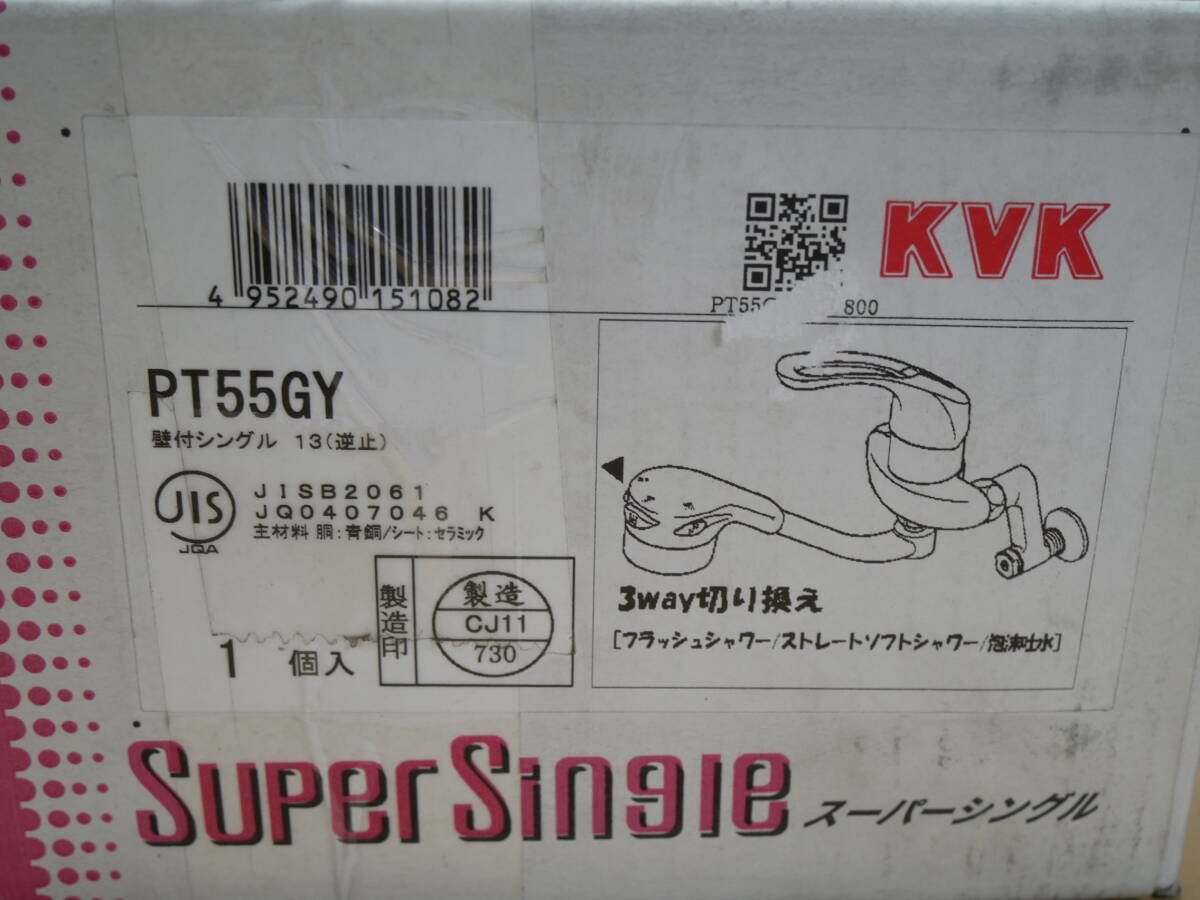 4 952490 151082
KVK
PT55G 800
PT55GY
壁付シングル 13(逆止)
JIS
JQA
JISB2061
JQ0407046 K
主材料 胴:青銅/シート:セラミック
製造印
製造
CJ11
730
1 個入
3way切り換え
[フラッシュシャワー/ストレートソフトシャワー/泡沫吐水]
SUPER SINGLE スーパーシングル